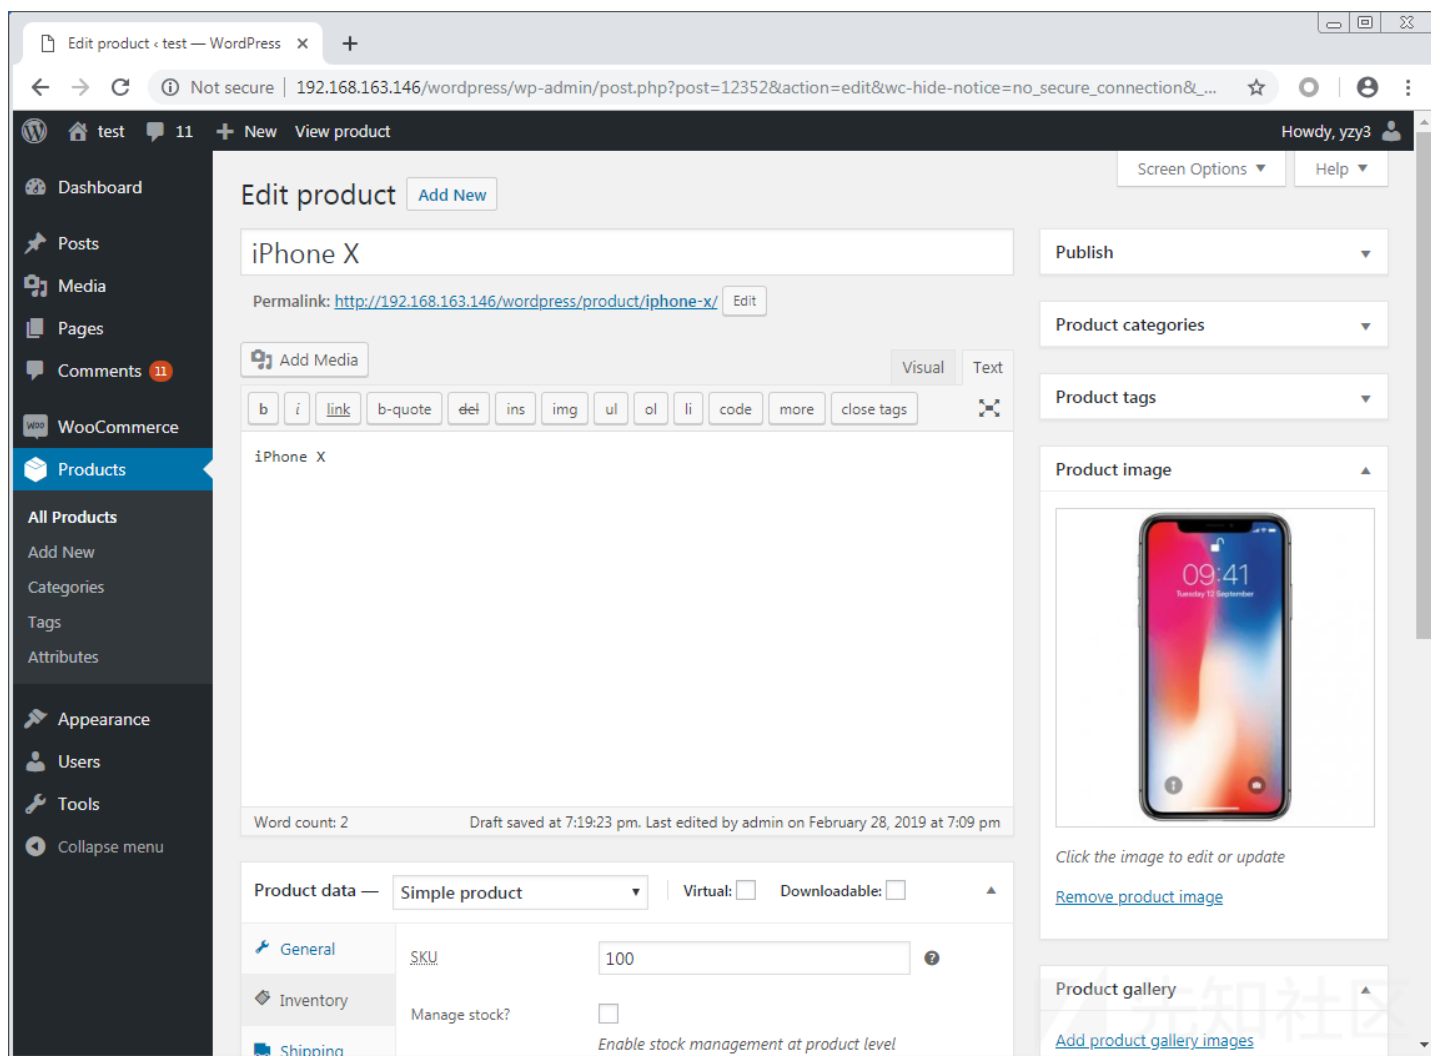 Edit product ‹ test — WordPress
Not secure | 192.168.163.146/wordpress/wp-admin/post.php?post=12352&action=edit&wc-hide-notice=no_secure_connection&_...
test 11 New View product Howdy, yzy3
Screen Options Help
Dashboard
Posts
Media
Pages
Comments 11
WooCommerce
Products
All Products
Add New
Categories
Tags
Attributes
Appearance
Users
Tools
Collapse menu
Edit product Add New
iPhone X
Permalink: http://192.168.163.146/wordpress/product/iphone-x/ Edit
Add Media
Visual Text
b i link b-quote del ins img ul ol li code more close tags
iPhone X
Word count: 2 Draft saved at 7:19:23 pm. Last edited by admin on February 28, 2019 at 7:09 pm
Product data — Simple product Virtual: Downloadable:
General
Inventory
Shipping
SKU 100
Manage stock?
Enable stock management at product level
Publish
Product categories
Product tags
Product image
09:41
Tuesday 12 September
Click the image to edit or update
Remove product image
Product gallery
Add product gallery images
先知社区